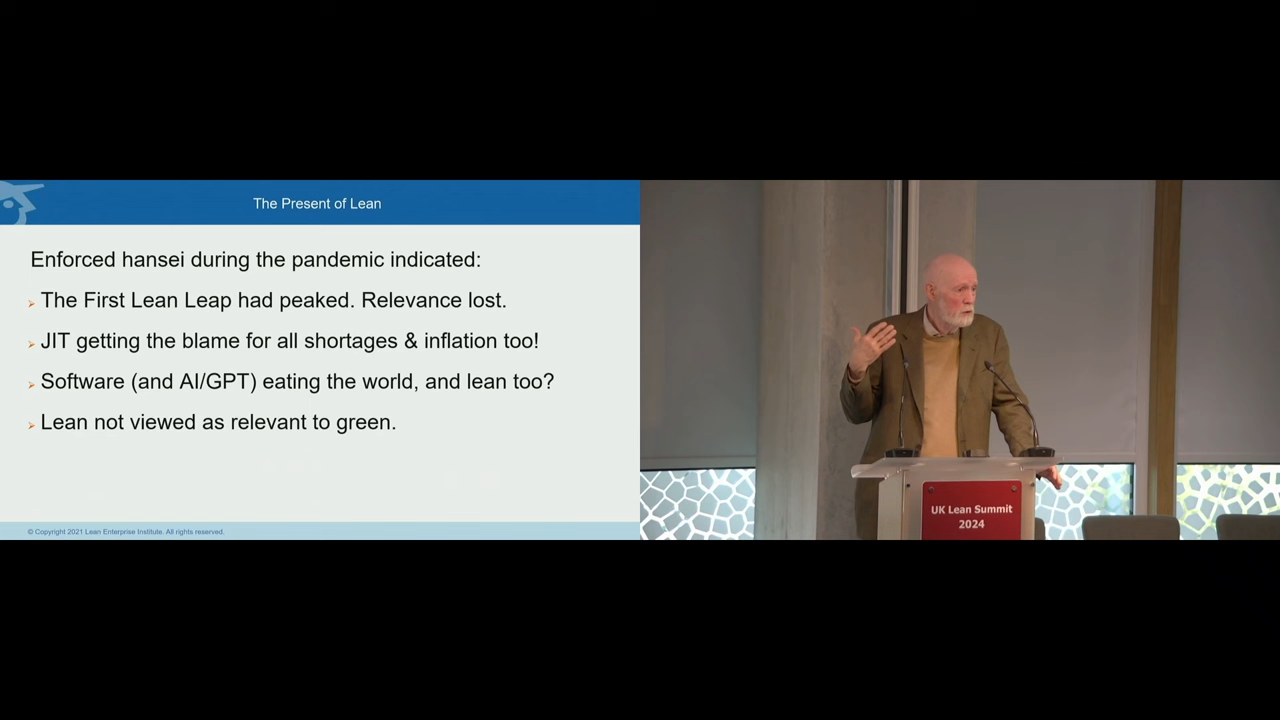 The Present of Lean
Enforced hansei during the pandemic indicated:
The First Lean Leap had peaked. Relevance lost.
JIT getting the blame for all shortages & inflation too!
Software (and AI/GPT) eating the world, and lean too?
Lean not viewed as relevant to green.
© Copyright 2021 Lean Enterprise Institute. All rights reserved.
UK Lean Summit
2024